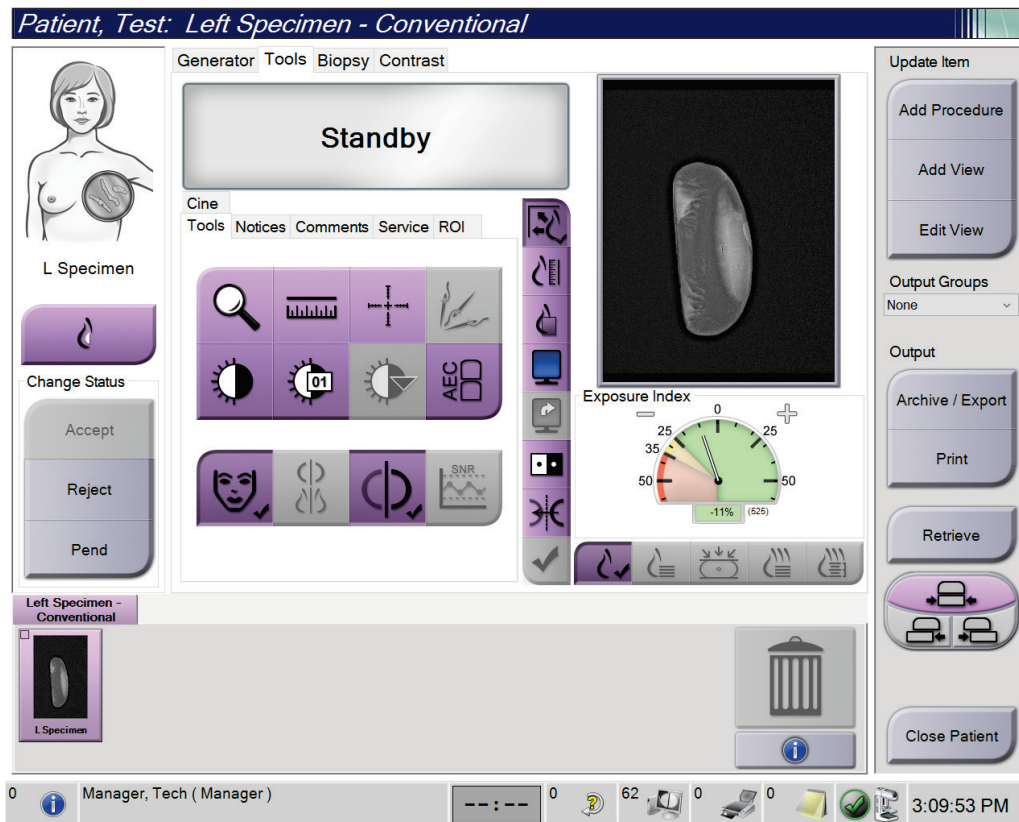 Patient, Test:  Left Specimen - Conventional
Generator Tools Biopsy Contrast
Standby
Cine
Tools Notices Comments Service ROI
L Specimen
01
AEC
SNR
Change Status
Accept
Reject
Pend
Exposure Index
0
25 25
35
50 50
-11% (525)
Update Item
Add Procedure
Add View
Edit View
Output Groups
None
Output
Archive / Export
Print
Retrieve
Close Patient
Left Specimen -
Conventional
L Specimen
0 Manager, Tech ( Manager ) --:-- 0 62 0 0 3:09:53 PM